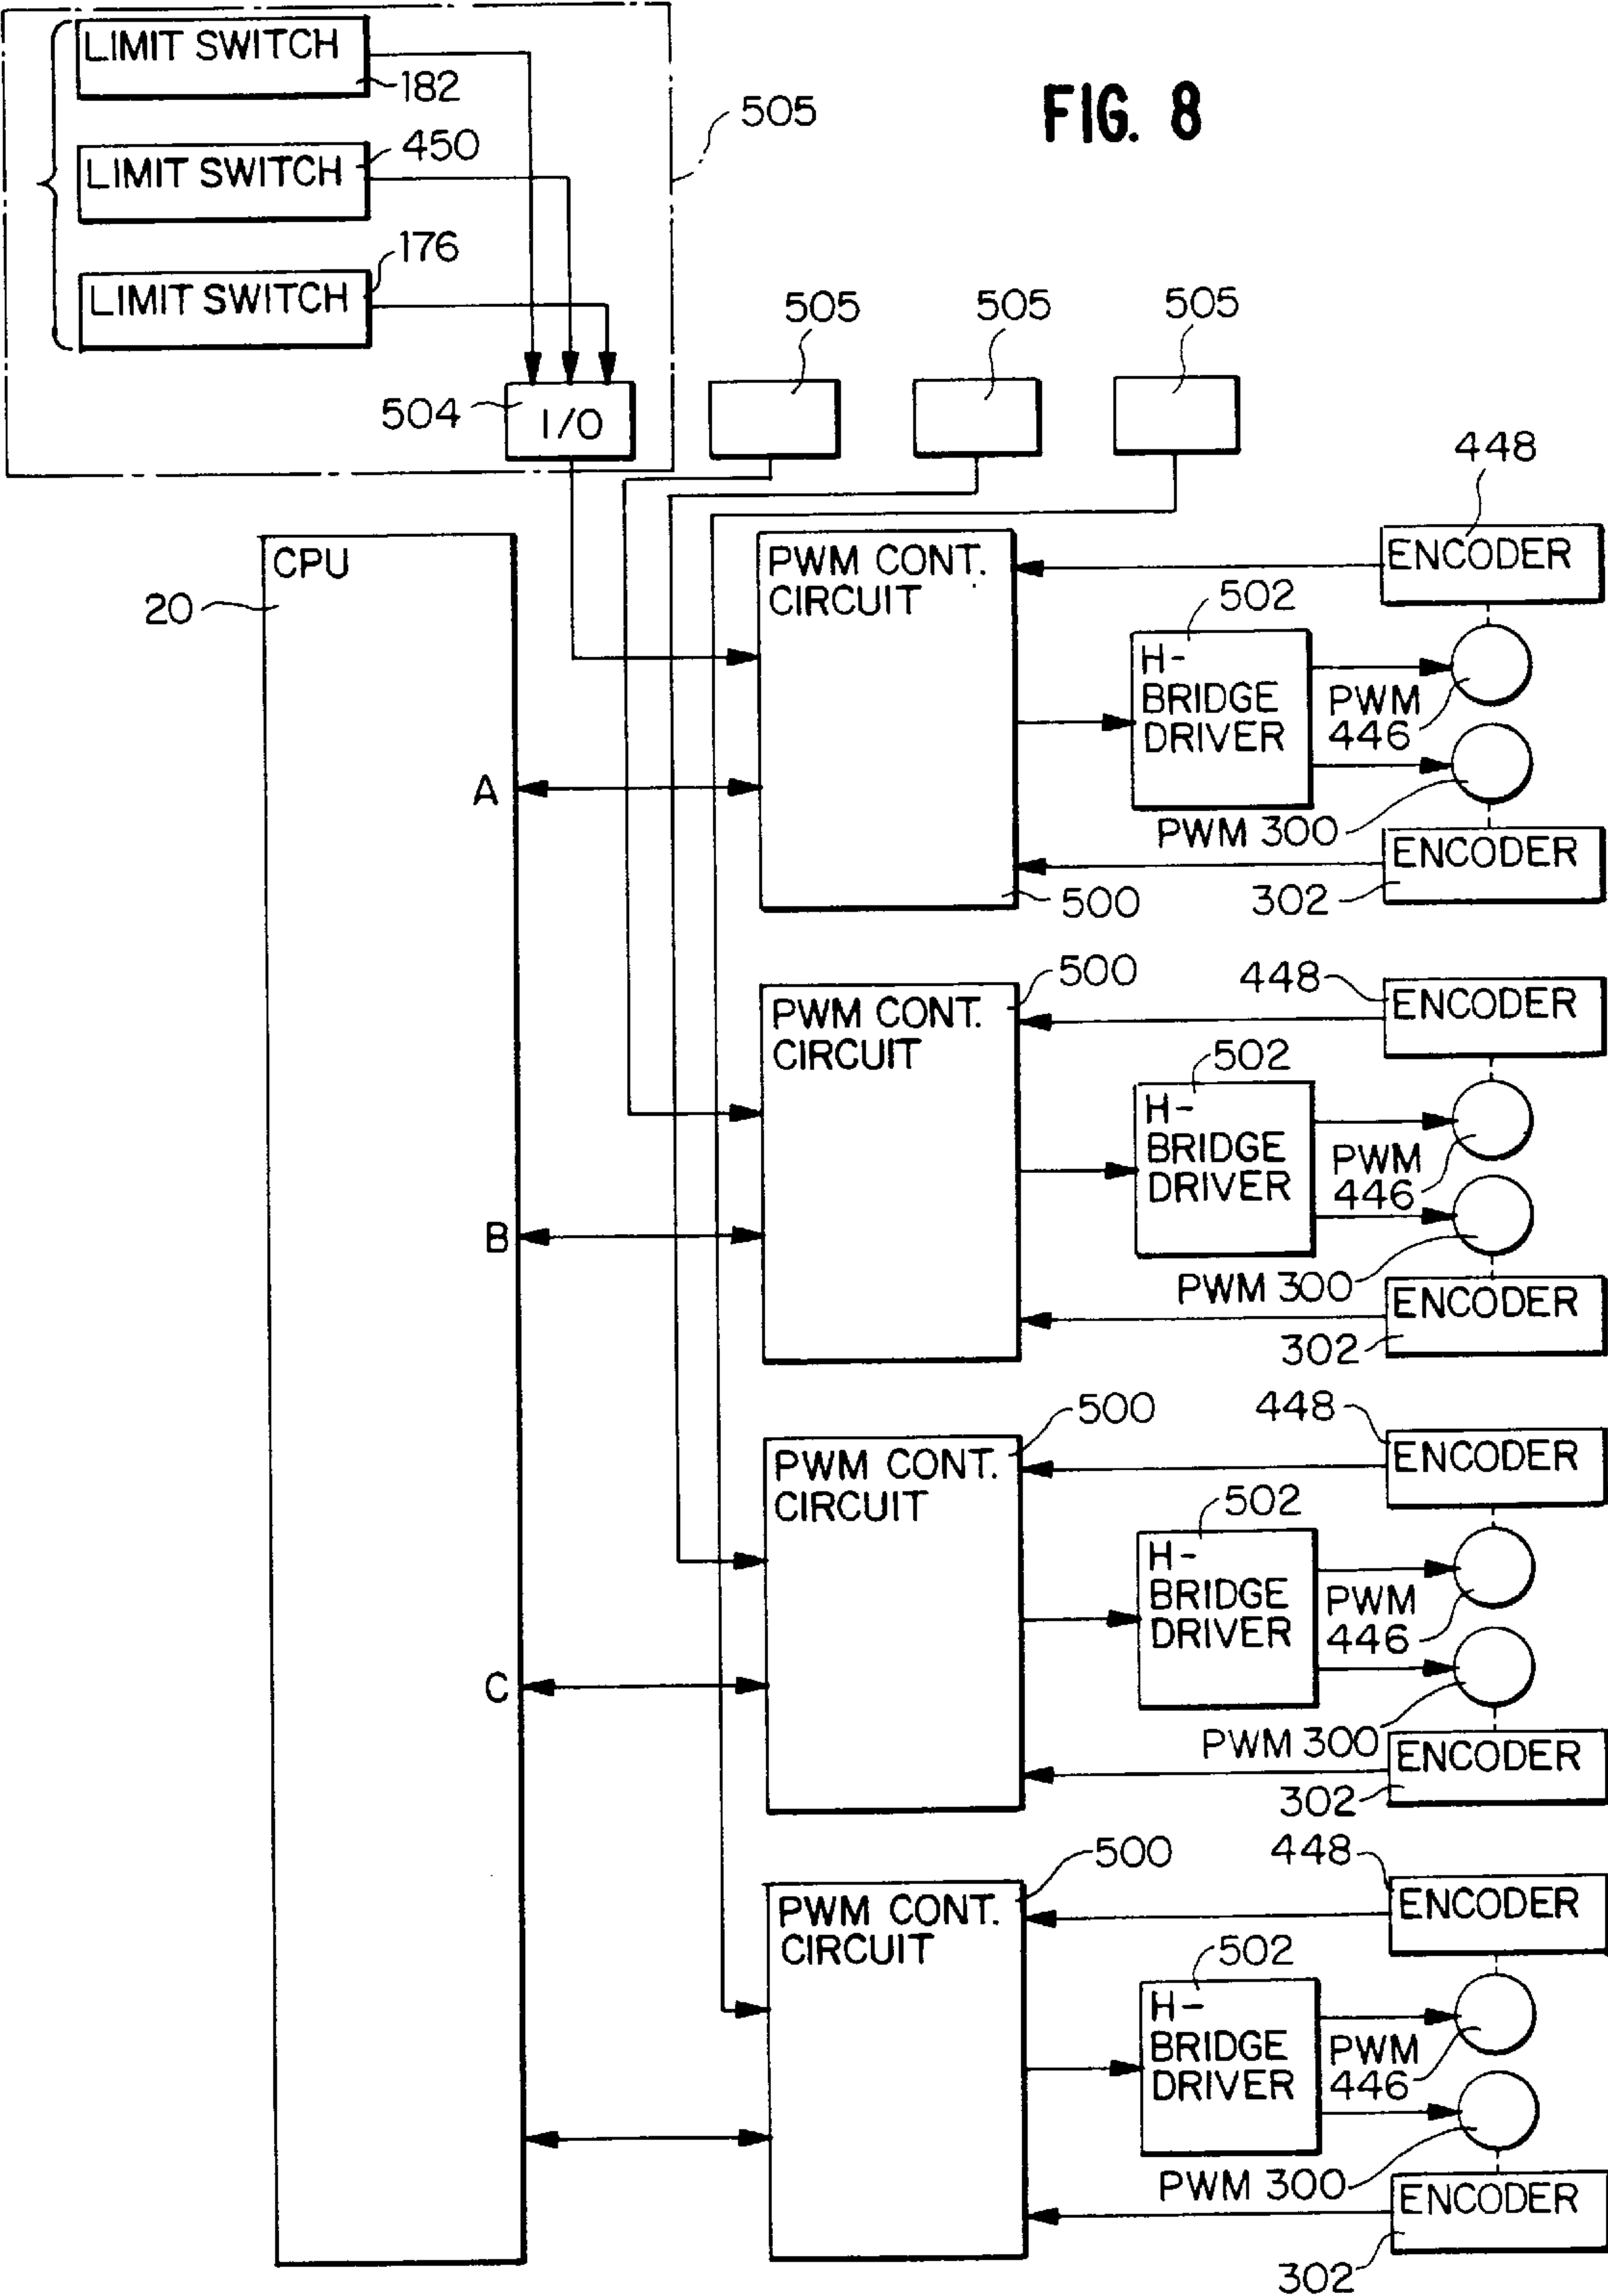 LIMIT SWITCH
182
505
FIG. 8
LIMIT SWITCH
450
LIMIT SWITCH
176
505
505
505
504
I/O
448
CPU
20
PWM CONT.
CIRCUIT
ENCODER
502
H-
BRIDGE
DRIVER
PWM
446
A
PWM 300
ENCODER
500
302
500
448
PWM CONT.
CIRCUIT
ENCODER
502
H-
BRIDGE
DRIVER
PWM
446
B
PWM 300
ENCODER
302
500
448
PWM CONT.
CIRCUIT
ENCODER
502
H-
BRIDGE
DRIVER
PWM
446
C
PWM 300
ENCODER
302
500
448
PWM CONT.
CIRCUIT
ENCODER
502
H-
BRIDGE
DRIVER
PWM
446
PWM 300
ENCODER
302